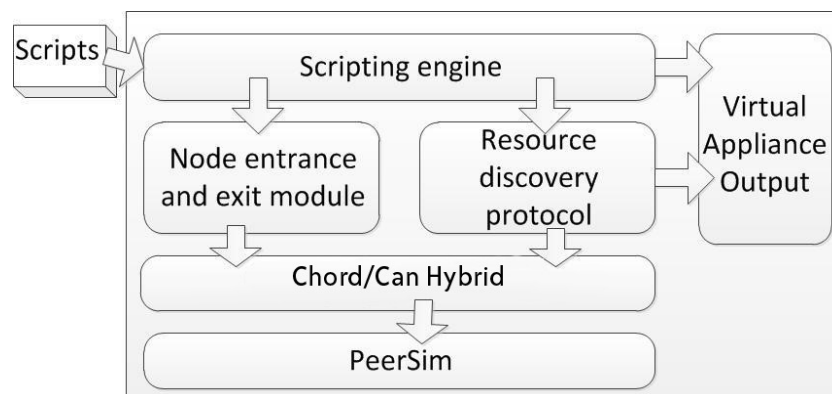 Scripts
Scripting engine
Node entrance
and exit module
Resource
discovery
protocol
Virtual
Appliance
Output
Chord/Can Hybrid
PeerSim